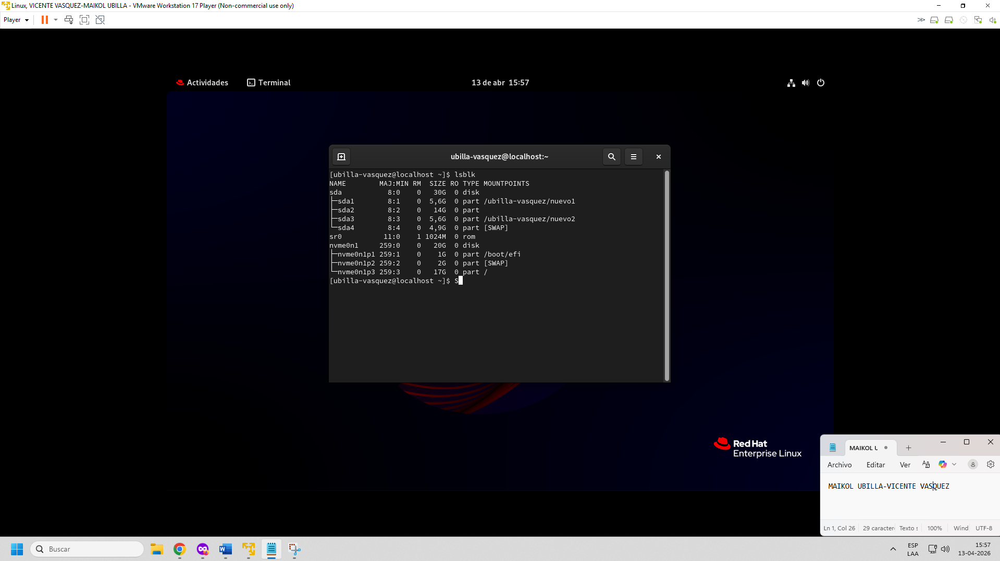 Linux, VICENTE VASQUEZ-MAIKOL UBILLA - VMware Workstation 17 Player (Non-commercial use only)
Player
Actividades
Terminal
13 de abr 15:57
ubilla-vasquez@localhost:~
[ubilla-vasquez@localhost ~]$ lsblk
NAME        MAJ:MIN RM  SIZE RO TYPE MOUNTPOINTS
sda           8:0    0   30G  0 disk
├─sda1        8:1    0  5,6G  0 part /ubilla-vasquez/nuevo1
├─sda2        8:2    0   14G  0 part
├─sda3        8:3    0  5,6G  0 part /ubilla-vasquez/nuevo2
└─sda4        8:4    0  4,9G  0 part [SWAP]
sr0          11:0    1 1024M  0 rom
nvme0n1     259:0    0   20G  0 disk
├─nvme0n1p1 259:1    0    1G  0 part /boot/efi
├─nvme0n1p2 259:2    0    2G  0 part [SWAP]
└─nvme0n1p3 259:3    0   17G  0 part /
[ubilla-vasquez@localhost ~]$ S
Red Hat
Enterprise Linux
MAIKOL U
Archivo Editar Ver
MAIKOL UBILLA-VICENTE VASQUEZ
Ln 1, Col 26 29 caracter Texto s 100% Wind UTF-8
Buscar
ESP
LAA
15:57
13-04-2026